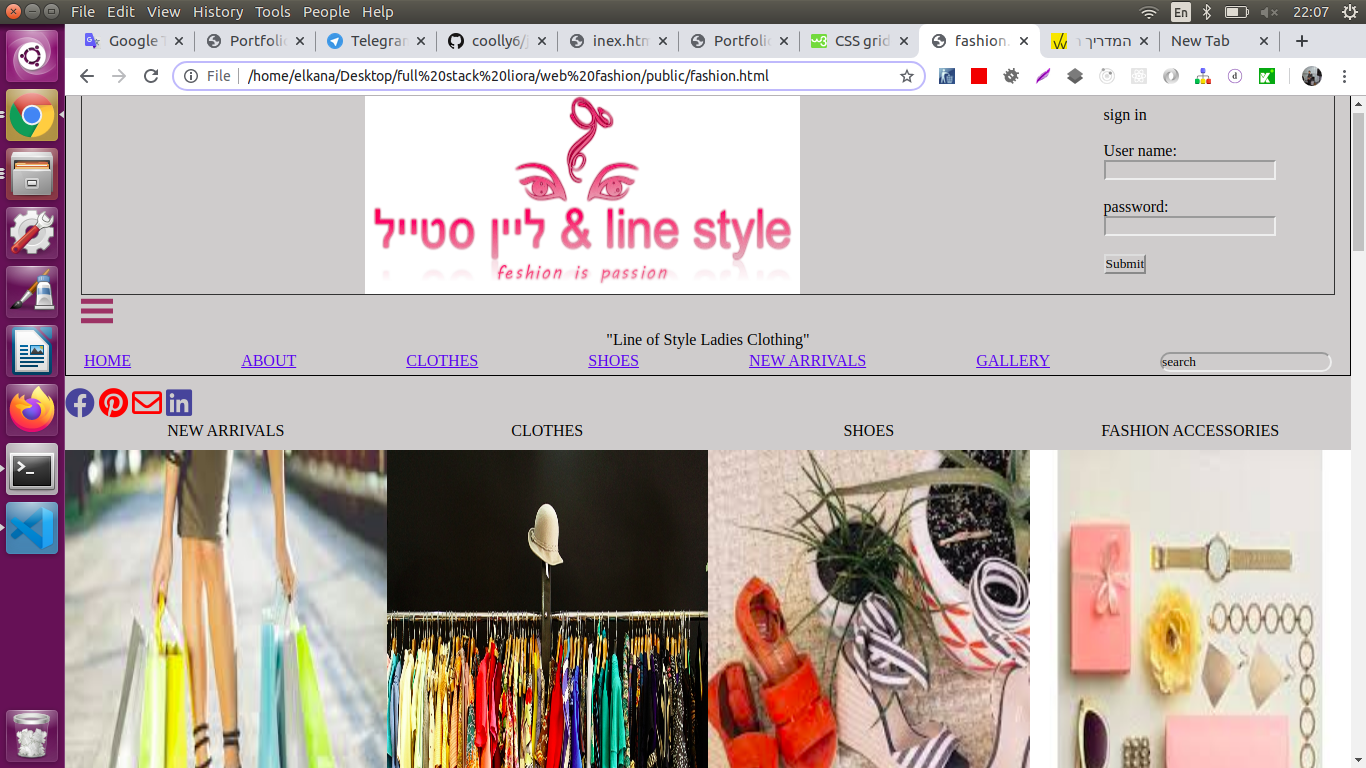 File Edit View History Tools People Help
En
22:07
Google T
Portfolio
Telegram
coolly6/j
inex.htm
Portfolio
CSS grid
fashion.
המדריך ר
New Tab
File /home/elkana/Desktop/full%20stack%20liora/web%20fashion/public/fashion.html
sign in
User name:
password:
Submit
ליין סטייל & line style
feshion is passion
"Line of Style Ladies Clothing"
HOME ABOUT CLOTHES SHOES NEW ARRIVALS GALLERY search
NEW ARRIVALS CLOTHES SHOES FASHION ACCESSORIES